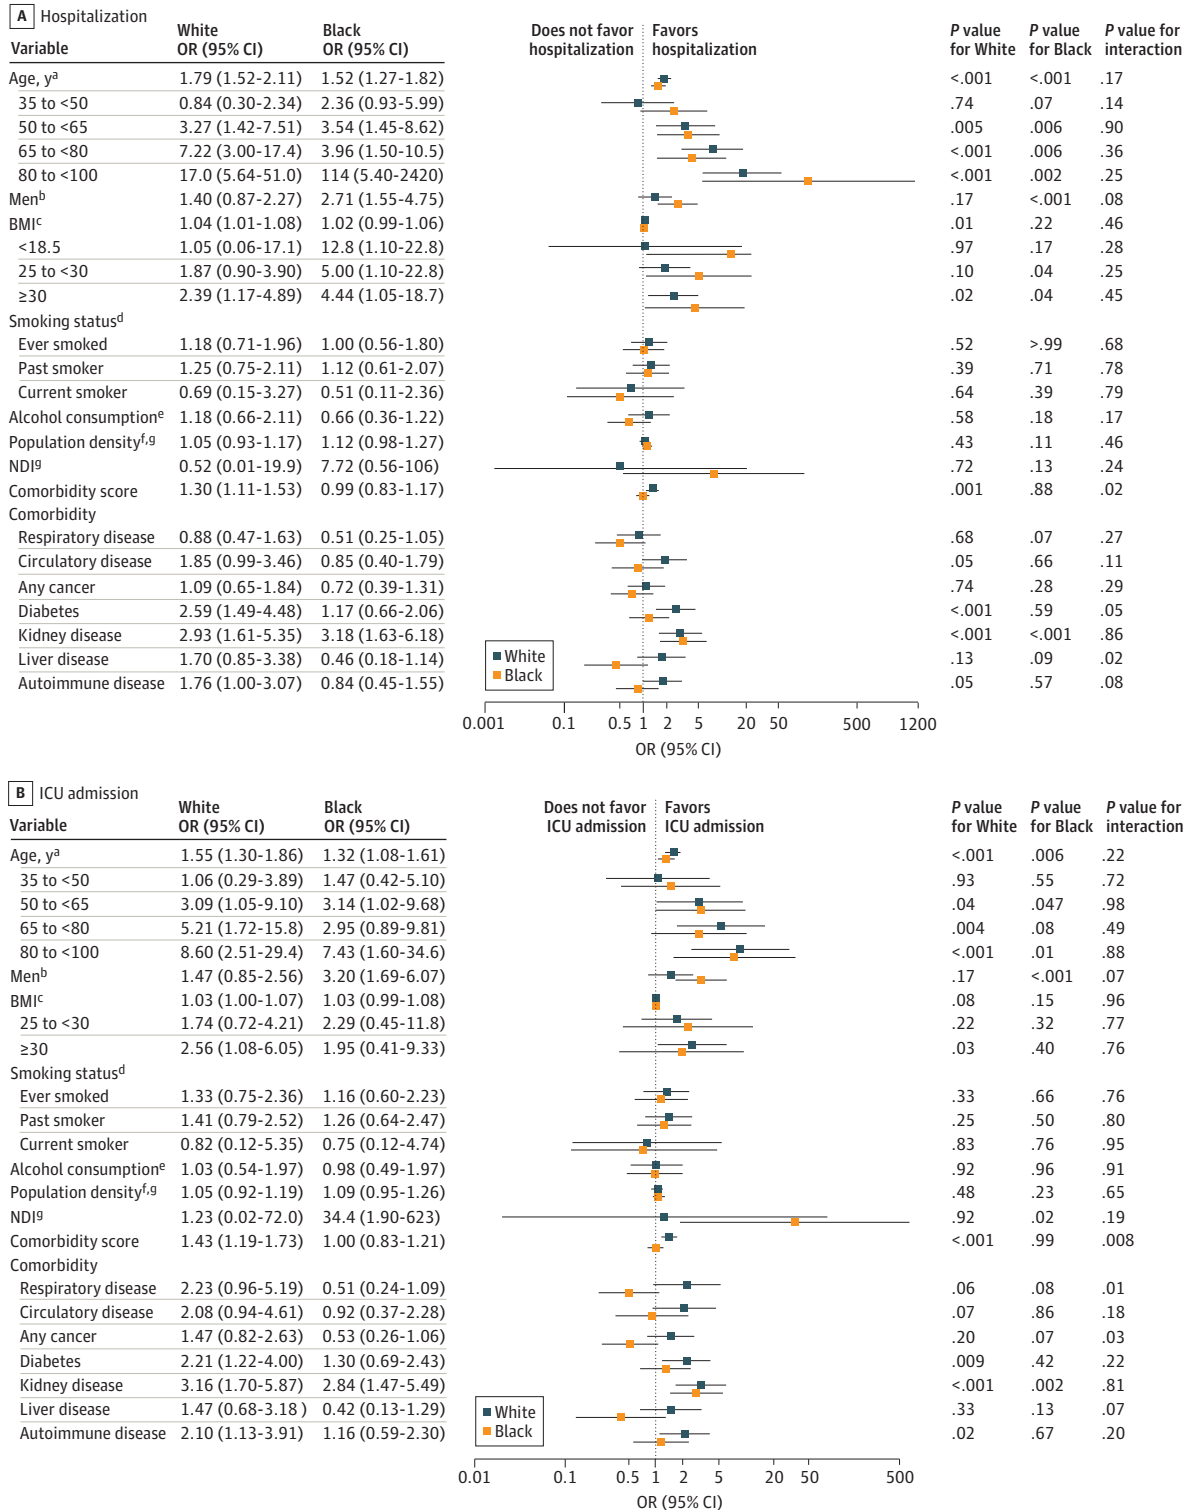 A Hospitalization
Variable White OR (95% CI) Black OR (95% CI) Does not favor hospitalization Favors hospitalization P value for White P value for Black P value for interaction
Age, yᵃ 1.79 (1.52-2.11) 1.52 (1.27-1.82) <.001 <.001 .17
35 to <50 0.84 (0.30-2.34) 2.36 (0.93-5.99) .74 .07 .14
50 to <65 3.27 (1.42-7.51) 3.54 (1.45-8.62) .005 .006 .90
65 to <80 7.22 (3.00-17.4) 3.96 (1.50-10.5) <.001 .006 .36
80 to <100 17.0 (5.64-51.0) 114 (5.40-2420) <.001 .002 .25
Menᵇ 1.40 (0.87-2.27) 2.71 (1.55-4.75) .17 <.001 .08
BMIᶜ 1.04 (1.01-1.08) 1.02 (0.99-1.06) .01 .22 .46
<18.5 1.05 (0.06-17.1) 12.8 (1.10-22.8) .97 .17 .28
25 to <30 1.87 (0.90-3.90) 5.00 (1.10-22.8) .10 .04 .25
≥30 2.39 (1.17-4.89) 4.44 (1.05-18.7) .02 .04 .45
Smoking statusᵈ
Ever smoked 1.18 (0.71-1.96) 1.00 (0.56-1.80) .52 >.99 .68
Past smoker 1.25 (0.75-2.11) 1.12 (0.61-2.07) .39 .71 .78
Current smoker 0.69 (0.15-3.27) 0.51 (0.11-2.36) .64 .39 .79
Alcohol consumptionᵉ 1.18 (0.66-2.11) 0.66 (0.36-1.22) .58 .18 .17
Population densityᶠ,ᵍ 1.05 (0.93-1.17) 1.12 (0.98-1.27) .43 .11 .46
NDIᵍ 0.52 (0.01-19.9) 7.72 (0.56-106) .72 .13 .24
Comorbidity score 1.30 (1.11-1.53) 0.99 (0.83-1.17) .001 .88 .02
Comorbidity
Respiratory disease 0.88 (0.47-1.63) 0.51 (0.25-1.05) .68 .07 .27
Circulatory disease 1.85 (0.99-3.46) 0.85 (0.40-1.79) .05 .66 .11
Any cancer 1.09 (0.65-1.84) 0.72 (0.39-1.31) .74 .28 .29
Diabetes 2.59 (1.49-4.48) 1.17 (0.66-2.06) <.001 .59 .05
Kidney disease 2.93 (1.61-5.35) 3.18 (1.63-6.18) <.001 <.001 .86
Liver disease 1.70 (0.85-3.38) 0.46 (0.18-1.14) White .13 .09 .02
Autoimmune disease 1.76 (1.00-3.07) 0.84 (0.45-1.55) Black .05 .57 .08
0.001 0.1 0.5 1 2 5 20 50 500 1200
OR (95% CI)
B ICU admission
Variable White OR (95% CI) Black OR (95% CI) Does not favor ICU admission Favors ICU admission P value for White P value for Black P value for interaction
Age, yᵃ 1.55 (1.30-1.86) 1.32 (1.08-1.61) <.001 .006 .22
35 to <50 1.06 (0.29-3.89) 1.47 (0.42-5.10) .93 .55 .72
50 to <65 3.09 (1.05-9.10) 3.14 (1.02-9.68) .04 .047 .98
65 to <80 5.21 (1.72-15.8) 2.95 (0.89-9.81) .004 .08 .49
80 to <100 8.60 (2.51-29.4) 7.43 (1.60-34.6) <.001 .01 .88
Menᵇ 1.47 (0.85-2.56) 3.20 (1.69-6.07) .17 <.001 .07
BMIᶜ 1.03 (1.00-1.07) 1.03 (0.99-1.08) .08 .15 .96
25 to <30 1.74 (0.72-4.21) 2.29 (0.45-11.8) .22 .32 .77
≥30 2.56 (1.08-6.05) 1.95 (0.41-9.33) .03 .40 .76
Smoking statusᵈ
Ever smoked 1.33 (0.75-2.36) 1.16 (0.60-2.23) .33 .66 .76
Past smoker 1.41 (0.79-2.52) 1.26 (0.64-2.47) .25 .50 .80
Current smoker 0.82 (0.12-5.35) 0.75 (0.12-4.74) .83 .76 .95
Alcohol consumptionᵉ 1.03 (0.54-1.97) 0.98 (0.49-1.97) .92 .96 .91
Population densityᶠ,ᵍ 1.05 (0.92-1.19) 1.09 (0.95-1.26) .48 .23 .65
NDIᵍ 1.23 (0.02-72.0) 34.4 (1.90-623) .92 .02 .19
Comorbidity score 1.43 (1.19-1.73) 1.00 (0.83-1.21) <.001 .99 .008
Comorbidity
Respiratory disease 2.23 (0.96-5.19) 0.51 (0.24-1.09) .06 .08 .01
Circulatory disease 2.08 (0.94-4.61) 0.92 (0.37-2.28) .07 .86 .18
Any cancer 1.47 (0.82-2.63) 0.53 (0.26-1.06) .20 .07 .03
Diabetes 2.21 (1.22-4.00) 1.30 (0.69-2.43) .009 .42 .22
Kidney disease 3.16 (1.70-5.87) 2.84 (1.47-5.49) <.001 .002 .81
Liver disease 1.47 (0.68-3.18 ) 0.42 (0.13-1.29) White .33 .13 .07
Autoimmune disease 2.10 (1.13-3.91) 1.16 (0.59-2.30) Black .02 .67 .20
0.01 0.1 0.5 1 2 5 20 50 500
OR (95% CI)